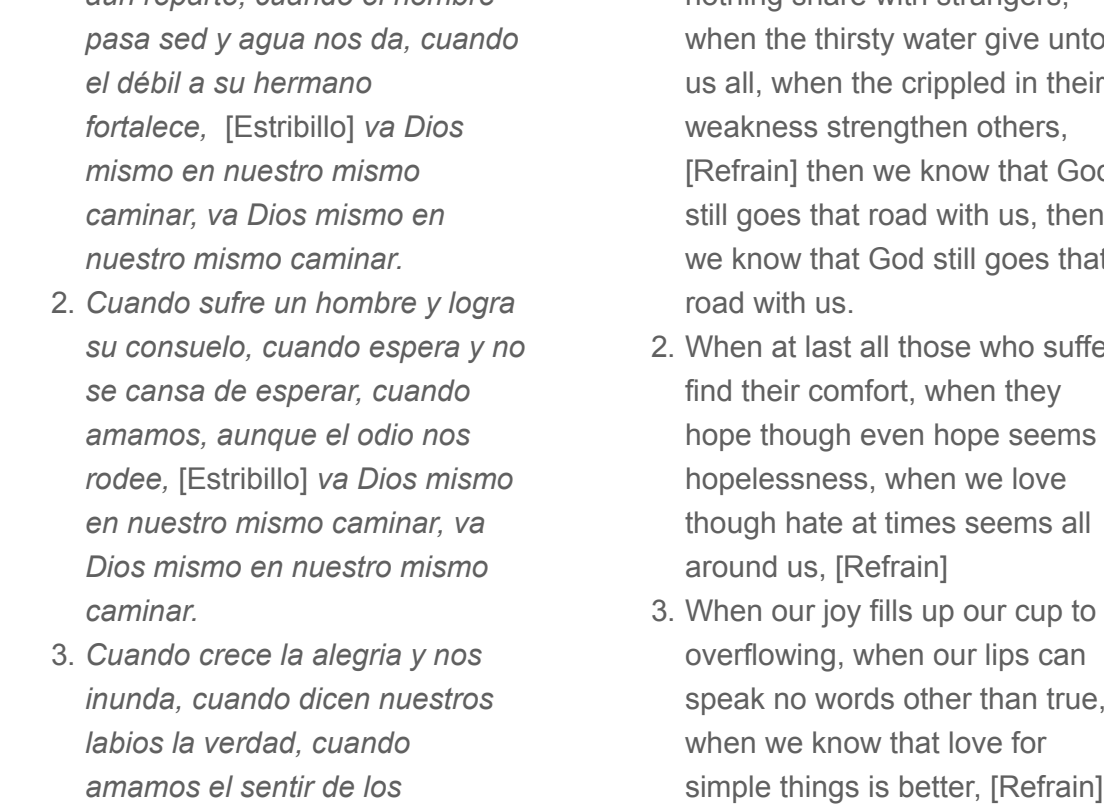 aún reparte, cuando el hombre
pasa sed y agua nos da, cuando
el débil a su hermano
fortalece, [Estribillo] va Dios
mismo en nuestro mismo
caminar, va Dios mismo en
nuestro mismo caminar.
2. Cuando sufre un hombre y logra
su consuelo, cuando espera y no
se cansa de esperar, cuando
amamos, aunque el odio nos
rodee, [Estribillo] va Dios mismo
en nuestro mismo caminar, va
Dios mismo en nuestro mismo
caminar.
3. Cuando crece la alegria y nos
inunda, cuando dicen nuestros
labios la verdad, cuando
amamos el sentir de los
nothing share with strangers,
when the thirsty water give unto
us all, when the crippled in their
weakness strengthen others,
[Refrain] then we know that God
still goes that road with us, then
we know that God still goes that
road with us.
2. When at last all those who suffe
find their comfort, when they
hope though even hope seems
hopelessness, when we love
though hate at times seems all
around us, [Refrain]
3. When our joy fills up our cup to
overflowing, when our lips can
speak no words other than true,
when we know that love for
simple things is better, [Refrain]